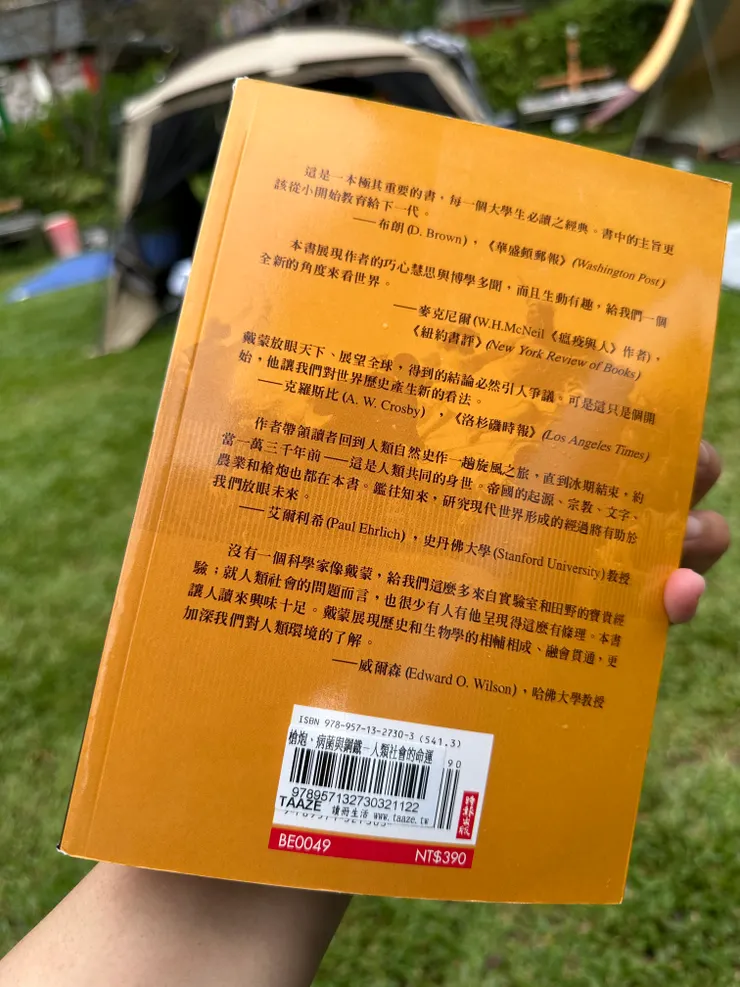 這是一本極其重要的書，每一個大學生必讀之經典。書中的主旨更
該從小開始教育給下一代。
——布朗(D. Brown)，《華盛頓郵報》(Washington Post)
本書展現作者的巧心慧思與博學多聞，而且生動有趣，給我們一個
全新的角度來看世界。
——麥克尼爾(W.H.McNeil《瘟疫與人》作者)，
《紐約書評》(New York Review of Books)
戴蒙放眼天下、展望全球，得到的結論必然引人爭議。可是這只是個開
始，他讓我們對世界歷史產生新的看法。
——克羅斯比(A. W. Crosby)，《洛杉磯時報》(Los Angeles Times)
作者帶領讀者回到人類自然史作一趟旋風之旅，直到冰期結束，約
當一萬三千年前——這是人類共同的身世。帝國的起源、宗教、文字、
農業和槍炮也都在本書。鑑往知來，研究現代世界形成的經過將有助於
我們放眼未來。
——艾爾利希(Paul Ehrlich)，史丹佛大學(Stanford University)教授
沒有一個科學家像戴蒙，給我們這麼多來自實驗室和田野的寶貴經
驗；就人類社會的問題而言，也很少有人有他呈現得這麼有條理。本書
讓人讀來興味十足。戴蒙展現歷史和生物學的相輔相成、融會貫通，更
加深我們對人類環境的了解。
——威爾森(Edward O. Wilson)，哈佛大學教授
ISBN 978-957-13-2730-3 (541.3)
槍炮、病菌與鋼鐵－人類社會的命運
90
9789571327303211​22
TAAZE 讀冊生活 www.taaze.tw
時報出版
BE0049
NT$390